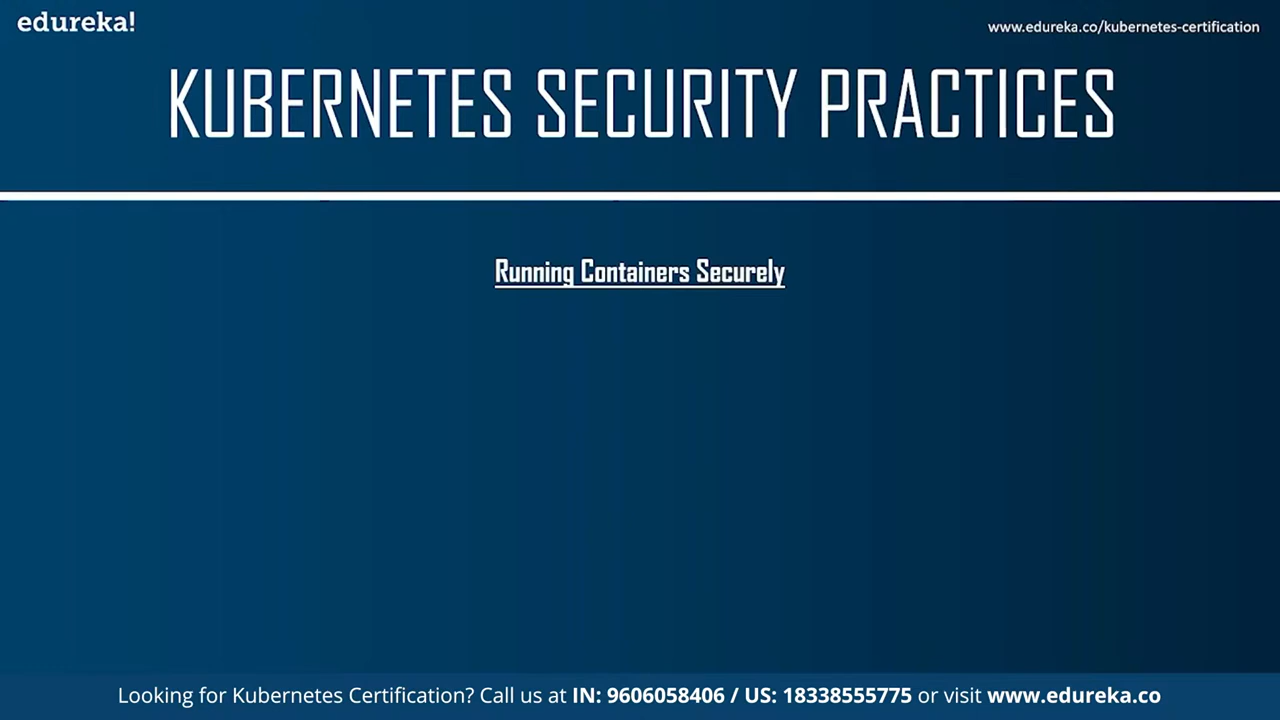 edureka!
www.edureka.co/kubernetes-certification
KUBERNETES SECURITY PRACTICES
Running Containers Securely
Looking for Kubernetes Certification? Call us at IN: 9606058406 / US: 18338555775 or visit www.edureka.co